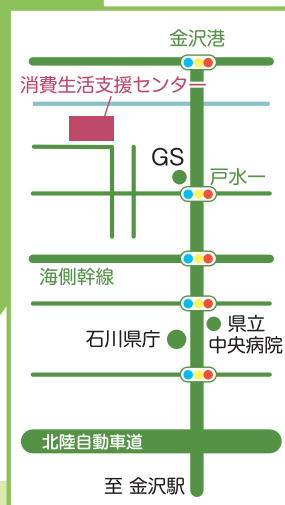 金沢港
消費生活支援センター
GS
戸水一
海側幹線
県立
中央病院
石川県庁
北陸自動車道
至 金沢駅